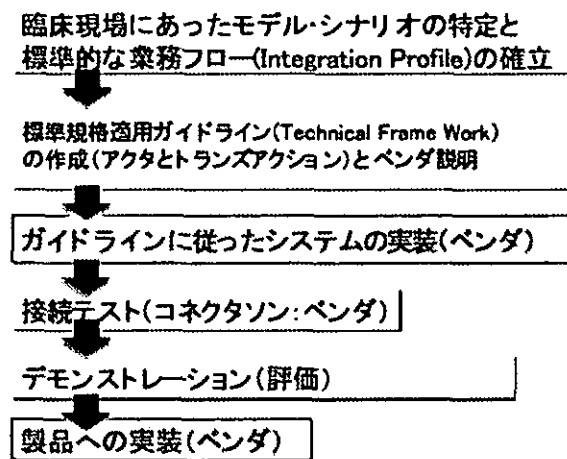 臨床現場にあったモデル・シナリオの特定と
標準的な業務フロー(Integration Profile)の確立
標準規格適用ガイドライン(Technical Frame Work)
の作成(アクタとトランズアクション)とベンダ説明
ガイドラインに従ったシステムの実装(ベンダ)
接続テスト(コネクタソン:ベンダ)
デモンストレーション(評価)
製品への実装(ベンダ)